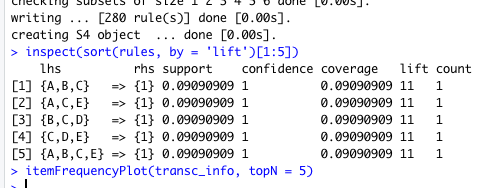 checking subsets of size 1 2 3 4 5 6 done [0.00s].
writing ... [280 rule(s)] done [0.00s].
creating S4 object  ... done [0.00s].
> inspect(sort(rules, by = 'lift')[1:5])
    lhs          rhs support    confidence coverage   lift count
[1] {A,B,C}   => {1} 0.09090909 1          0.09090909 11   1
[2] {A,C,E}   => {1} 0.09090909 1          0.09090909 11   1
[3] {B,C,D}   => {1} 0.09090909 1          0.09090909 11   1
[4] {C,D,E}   => {1} 0.09090909 1          0.09090909 11   1
[5] {A,B,C,E} => {1} 0.09090909 1          0.09090909 11   1
> itemFrequencyPlot(transc_info, topN = 5)
>